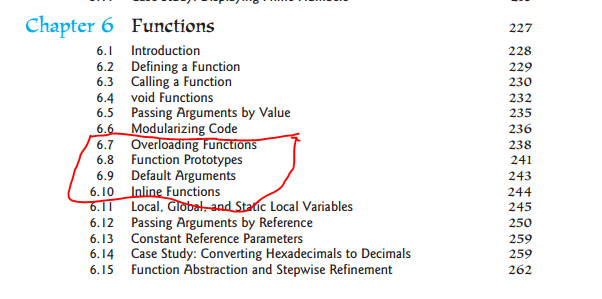 Chapter 6 Functions 227
6.1 Introduction 228
6.2 Defining a Function 229
6.3 Calling a Function 230
6.4 void Functions 232
6.5 Passing Arguments by Value 235
6.6 Modularizing Code 236
6.7 Overloading Functions 238
6.8 Function Prototypes 241
6.9 Default Arguments 243
6.10 Inline Functions 244
6.11 Local, Global, and Static Local Variables 245
6.12 Passing Arguments by Reference 250
6.13 Constant Reference Parameters 259
6.14 Case Study: Converting Hexadecimals to Decimals 259
6.15 Function Abstraction and Stepwise Refinement 262